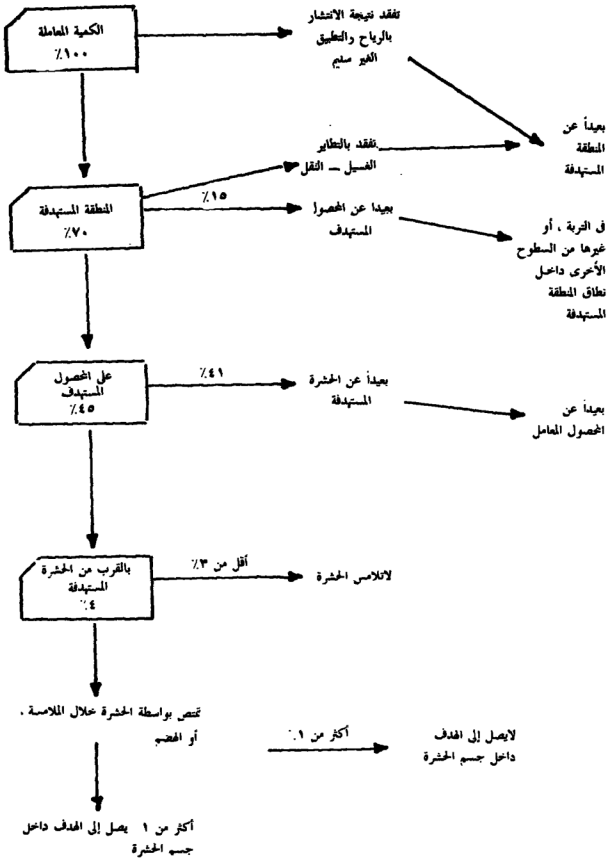 الكمية المعاملة
٪١٠٠
تفقد نتيجة الانتشار
بالرياح والتطبيق
الغير سليم
بعيداً عن
المنطقة
المستهدفة
تفقد بالتطاير
الغسيل – النقل
المنطقة المستهدفة
٪٧٠
٪١٥
بعيدا عن المحصول
المستهدف
فى التربة ، أو
غيرها من السطوح
الأخرى داخل
نطاق المنطقة
المستهدفة
على المحصول
المستهدف
٪٤٥
٪٤١
بعيداً عن الحشرة
المستهدفة
بعيداً عن
المحصول المعامل
بالقرب من الحشرة
المستهدفة
٪٤
أقل من ٣٪
لاتلامس الحشرة
تمتص بواسطة الحشرة خلال الملامسة ،
أو الهضم
أكثر من ١٪
لايصل إلى الهدف
داخل جسم الحشرة
أكثر من ١ يصل إلى الهدف داخل
جسم الحشرة